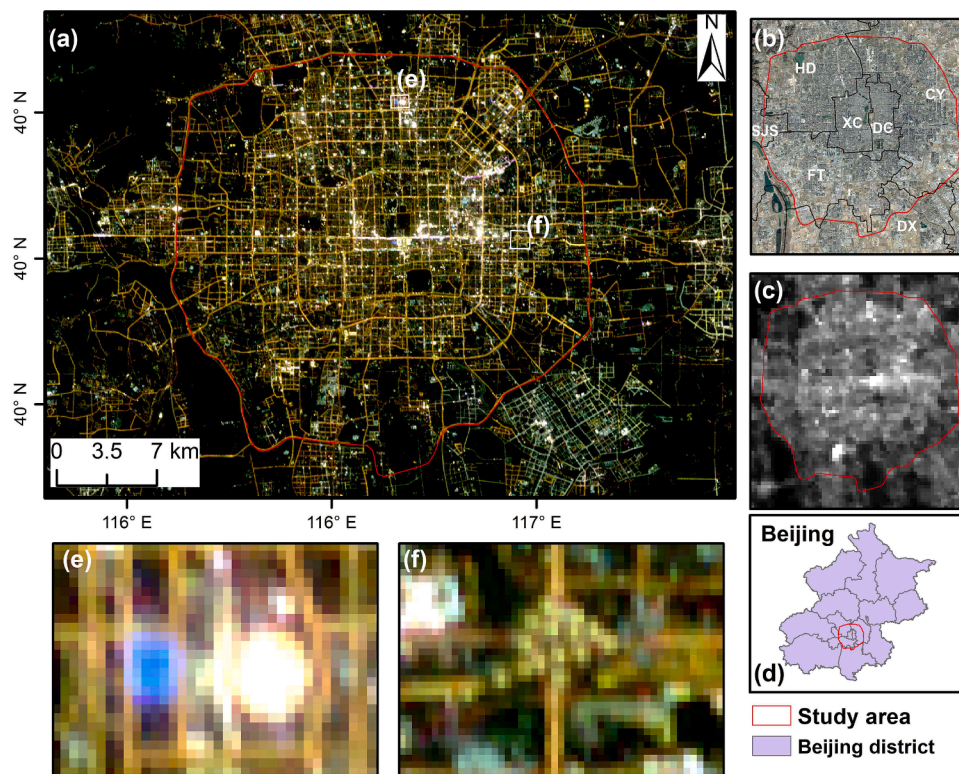 (a)
N
(e)
(f)
40° N
40° N
40° N
0 3.5 7 km
116° E
116° E
117° E
(b)
HD
CY
XC
DC
SJS
FT
DX
(c)
Beijing
(d)
(e)
(f)
Study area
Beijing district